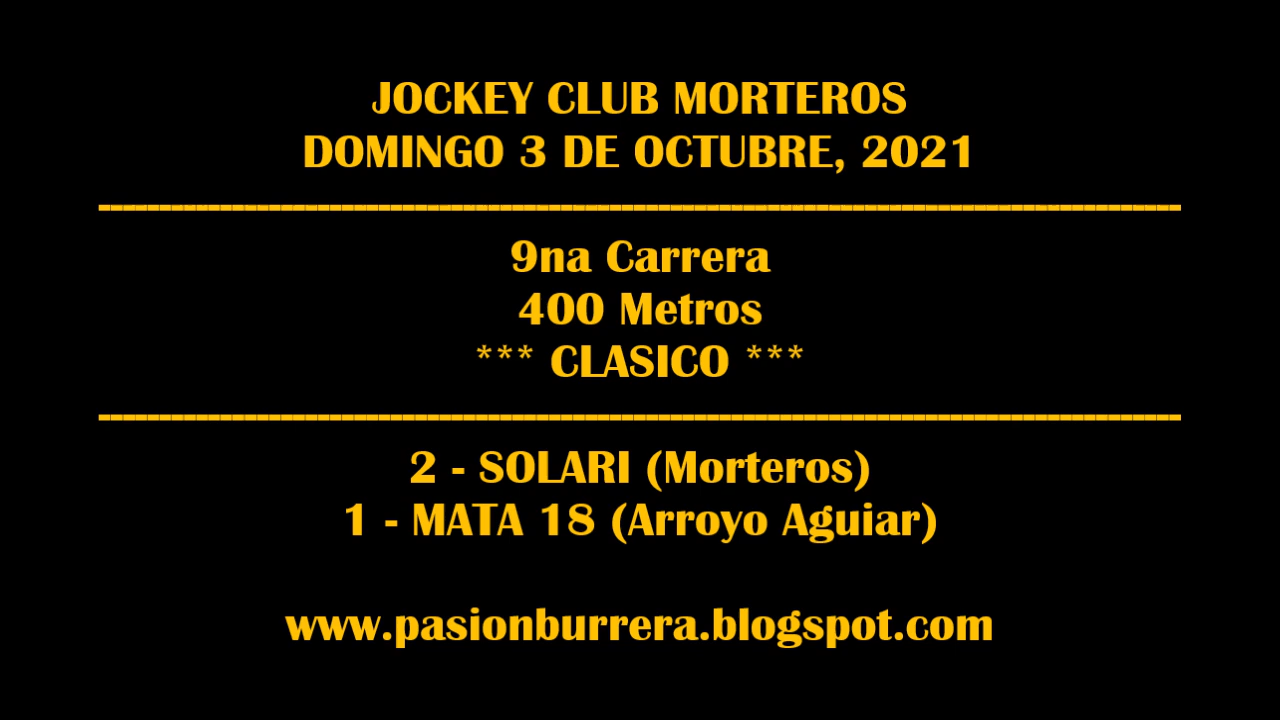 JOCKEY CLUB MORTEROS
DOMINGO 3 DE OCTUBRE, 2021
9na Carrera
400 Metros
*** CLASICO ***
2 - SOLARI (Morteros)
1 - MATA 18 (Arroyo Aguiar)
www.pasionburrera.blogspot.com